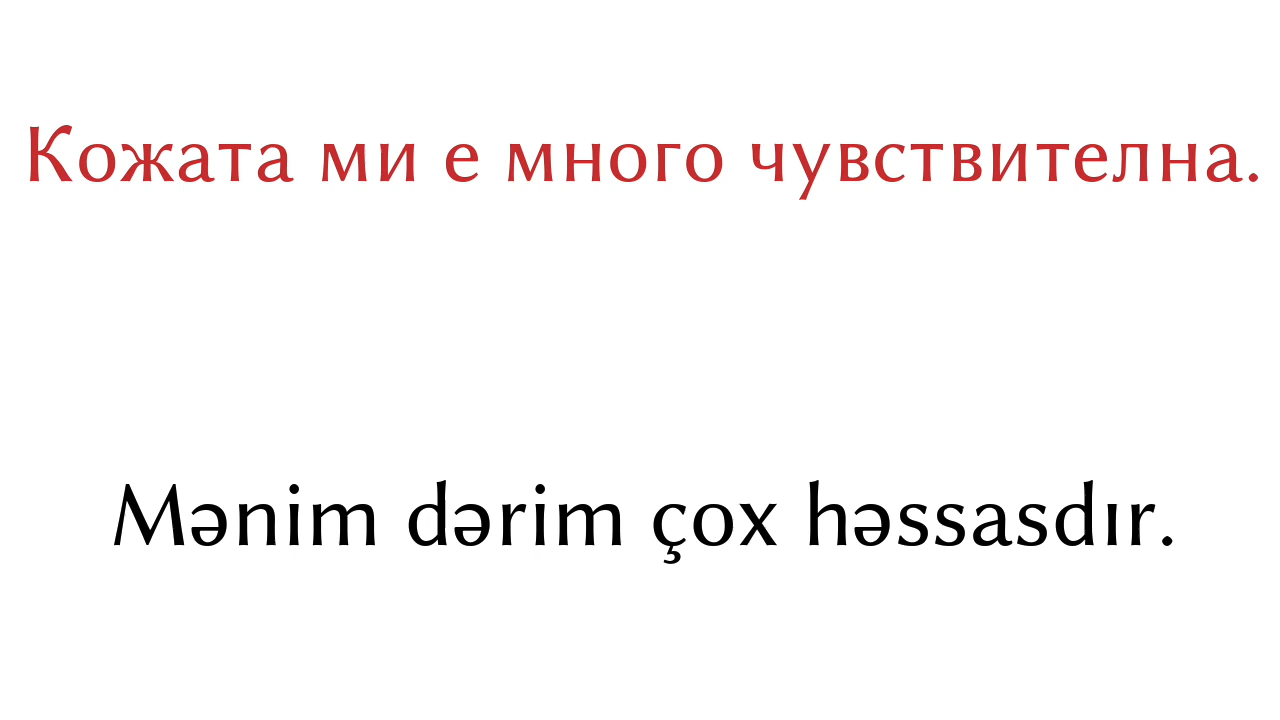 Кожата ми е много чувствителна.
Mənim dərim çox həssasdır.